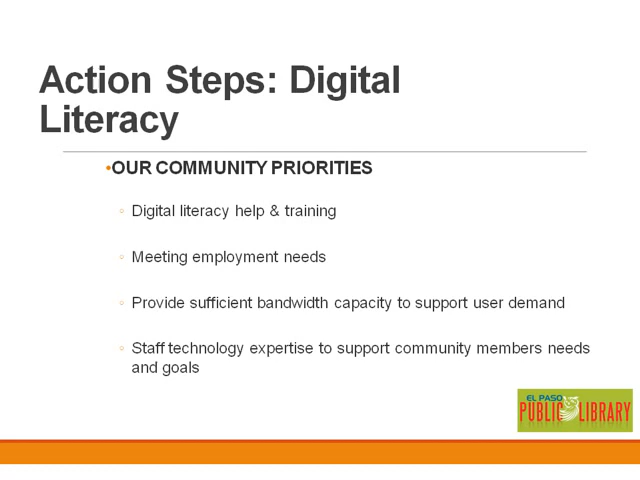 Action Steps: Digital
Literacy
•OUR COMMUNITY PRIORITIES
◦ Digital literacy help & training
◦ Meeting employment needs
◦ Provide sufficient bandwidth capacity to support user demand
◦ Staff technology expertise to support community members needs
and goals
EL PASO
PUBLIC LIBRARY